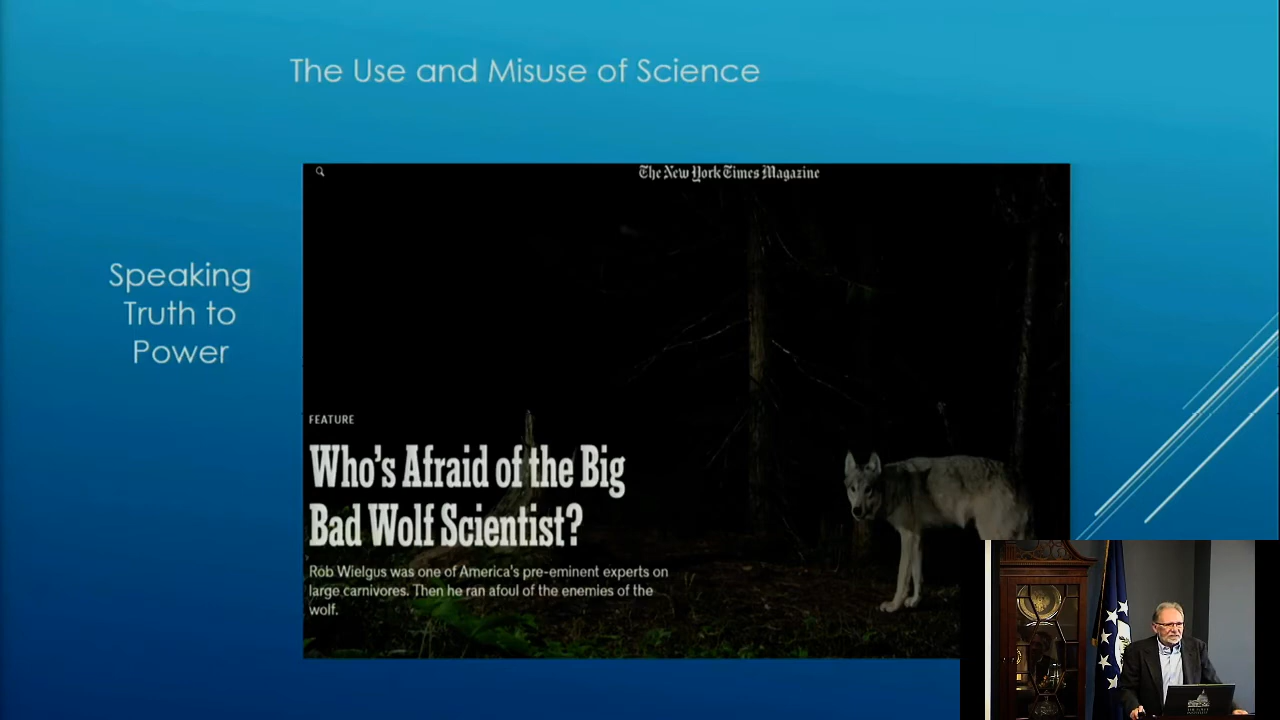 The Use and Misuse of Science
Speaking
Truth to
Power
The New York Times Magazine
FEATURE
Who's Afraid of the Big
Bad Wolf Scientist?
Rob Wielgus was one of America's pre-eminent experts on
large carnivores. Then he ran afoul of the enemies of the
wolf.